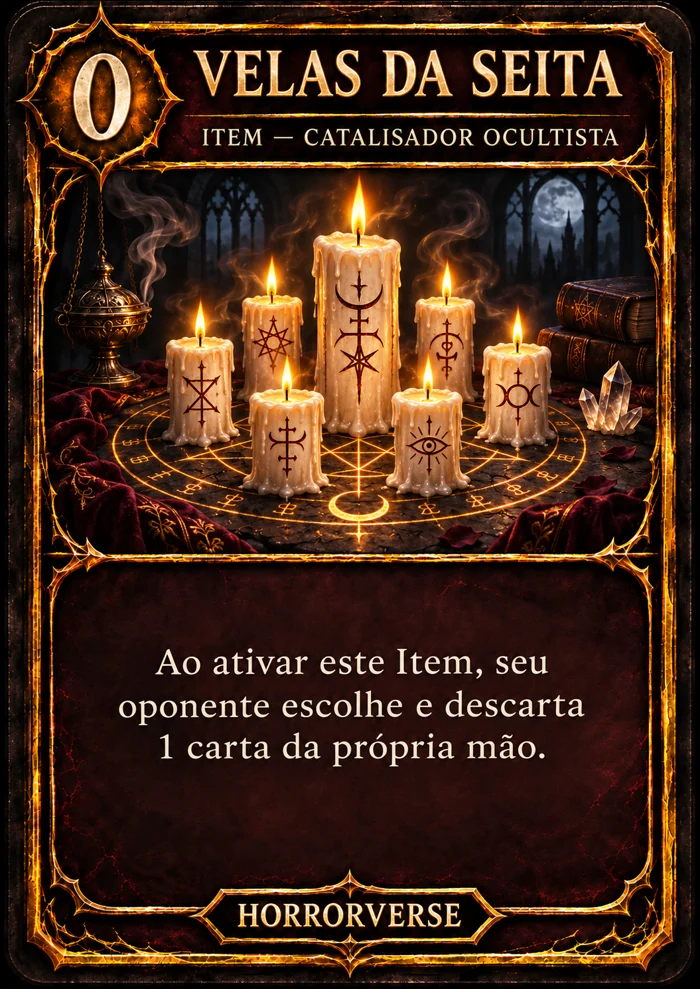 0
VELAS DA SEITA
ITEM — CATALISADOR OCULTISTA
Ao ativar este Item, seu
oponente escolhe e descarta
1 carta da própria mão.
HORRORVERSE